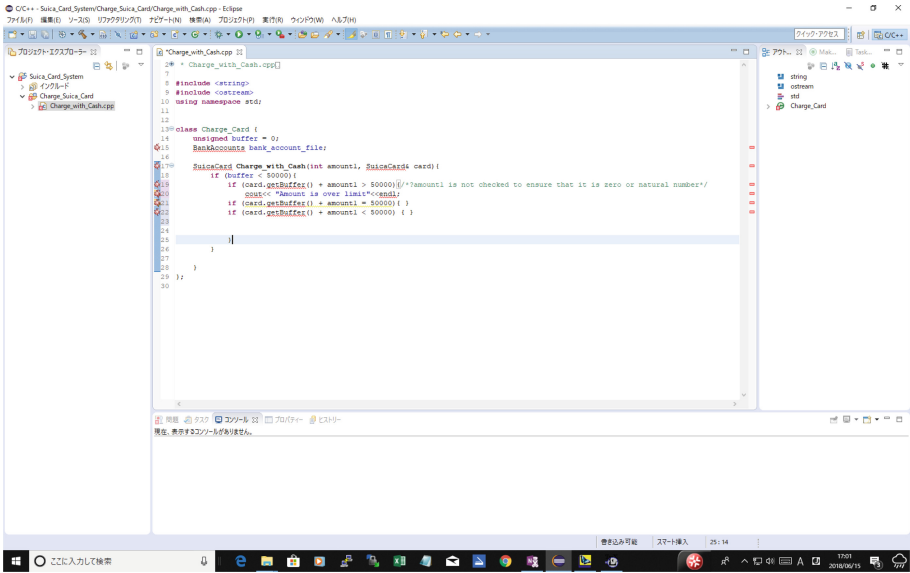 C/C++ - Suica_Card_System/Charge_Suica_Card/Charge_with_Cash.cpp - Eclipse
ファイル(F) 編集(E) ソース(S) リファクタリング(T) ナビゲート(N) 検索(A) プロジェクト(P) 実行(R) ウィンドウ(W) ヘルプ(H)
クイック・アクセス
C/C++
プロジェクト・エクスプローラー
Suica_Card_System
インクルード
Charge_Suica_Card
Charge_with_Cash.cpp
*Charge_with_Cash.cpp
2 * Charge_with_Cash.cpp
7
8 #include <string>
9 #include <ostream>
10 using namespace std;
11
12
13 class Charge_Card {
14 unsigned buffer = 0;
15 BankAccounts bank_account_file;
16
17 SuicaCard Charge_with_Cash(int amount1, SuicaCard& card){
18 if (buffer < 50000){
19 if (card.getBuffer() + amount1 > 50000){/*?amount1 is not checked to ensure that it is zero or natural number*/
20 cout<< "Amount is over limit"<<endl;
21 if (card.getBuffer() + amount1 = 50000){ }
22 if (card.getBuffer() + amount1 < 50000) { }
23
24
25 }
26 }
27
28 }
29 };
30
アウト...
Mak...
Task...
string
ostream
std
Charge_Card
問題 タスク コンソール プロパティー ヒストリー
現在、表示するコンソールがありません。
書き込み可能 スマート挿入 25 : 14
ここに入力して検索
A
17:01
2018/06/15